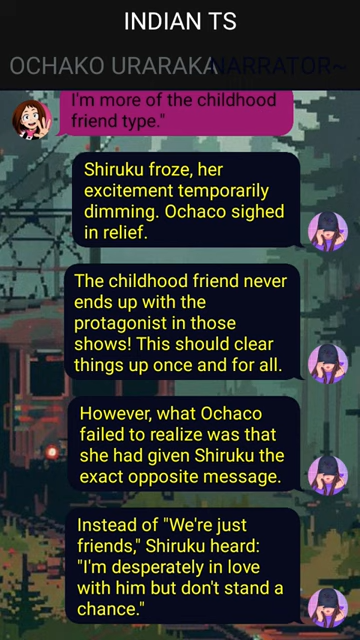 INDIAN TS
OCHAKO URARAKA
NARRATOR~
I'm more of the childhood
friend type."
Shiruku froze, her
excitement temporarily
dimming. Ochaco sighed
in relief.
The childhood friend never
ends up with the
protagonist in those
shows! This should clear
things up once and for all.
However, what Ochaco
failed to realize was that
she had given Shiruku the
exact opposite message.
Instead of "We're just
friends," Shiruku heard:
"I'm desperately in love
with him but don't stand a
chance."